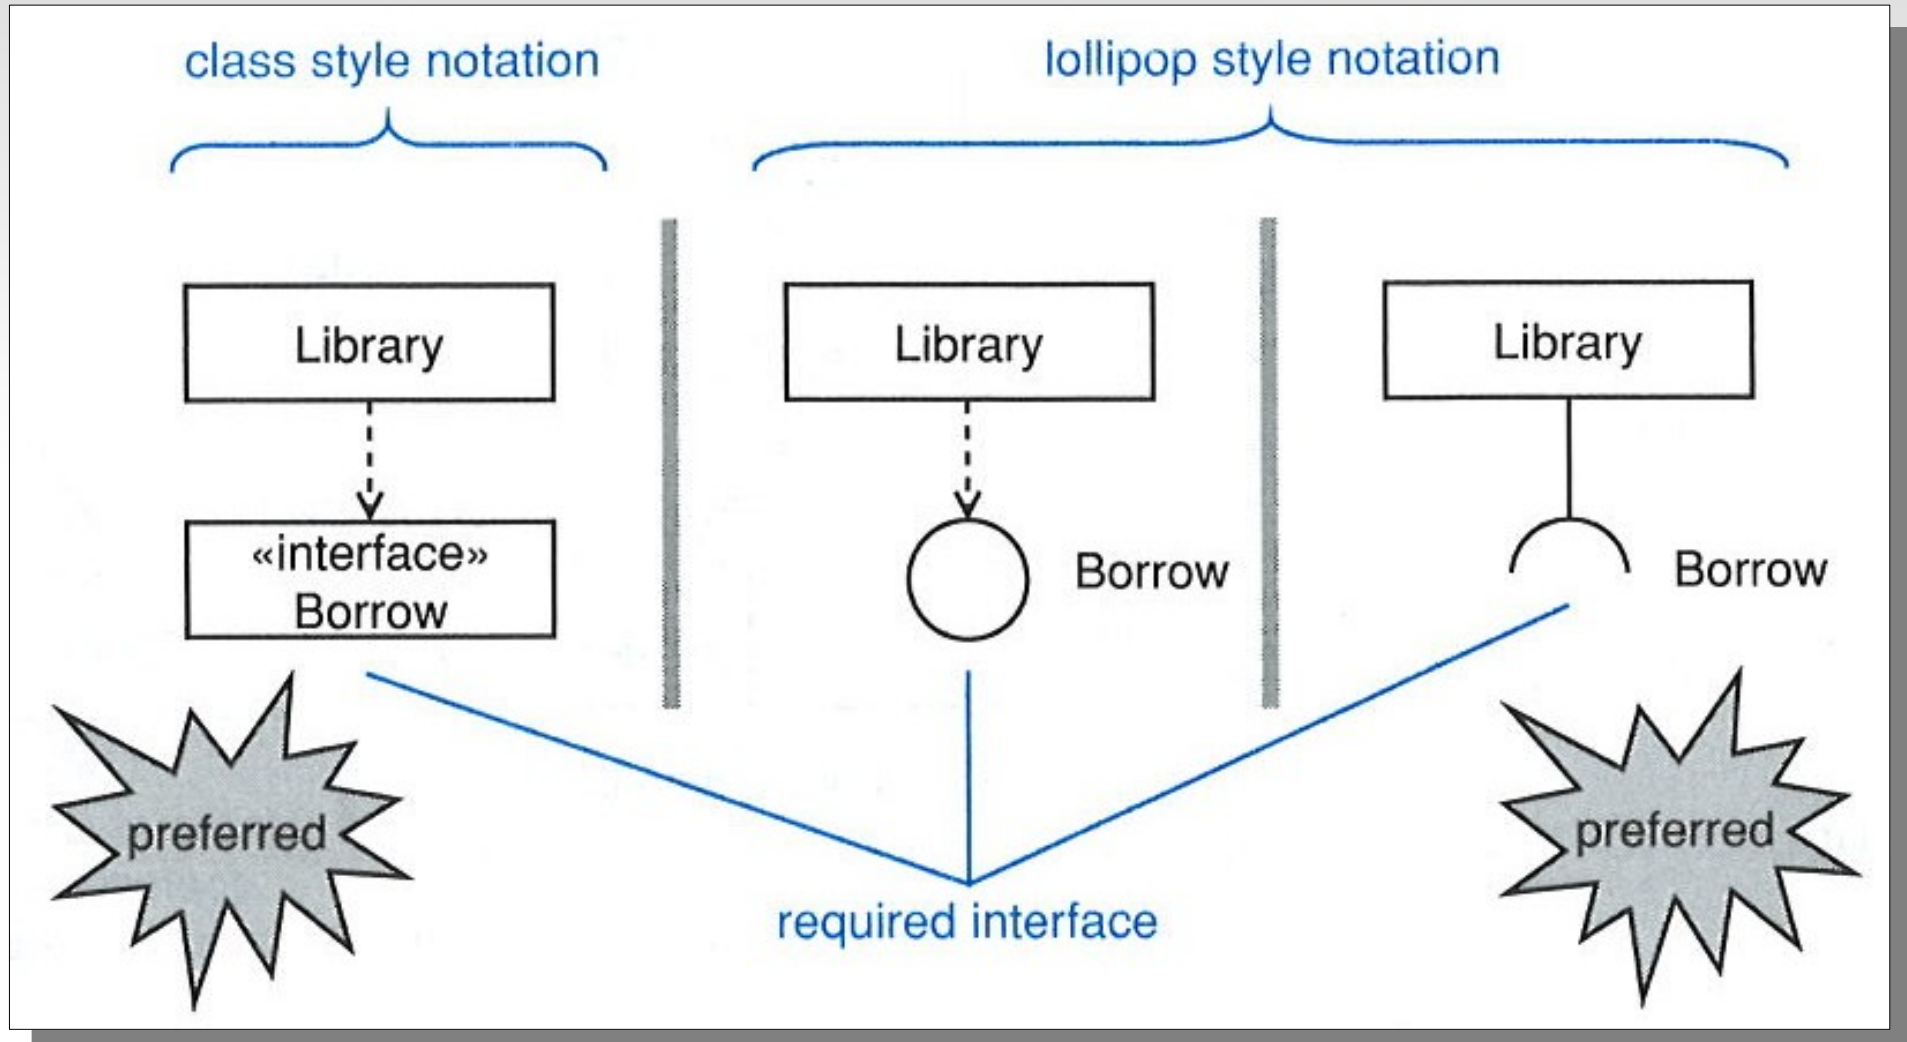 class style notation
lollipop style notation
Library
Library
Library
«interface»
Borrow
Borrow
Borrow
preferred
preferred
required interface